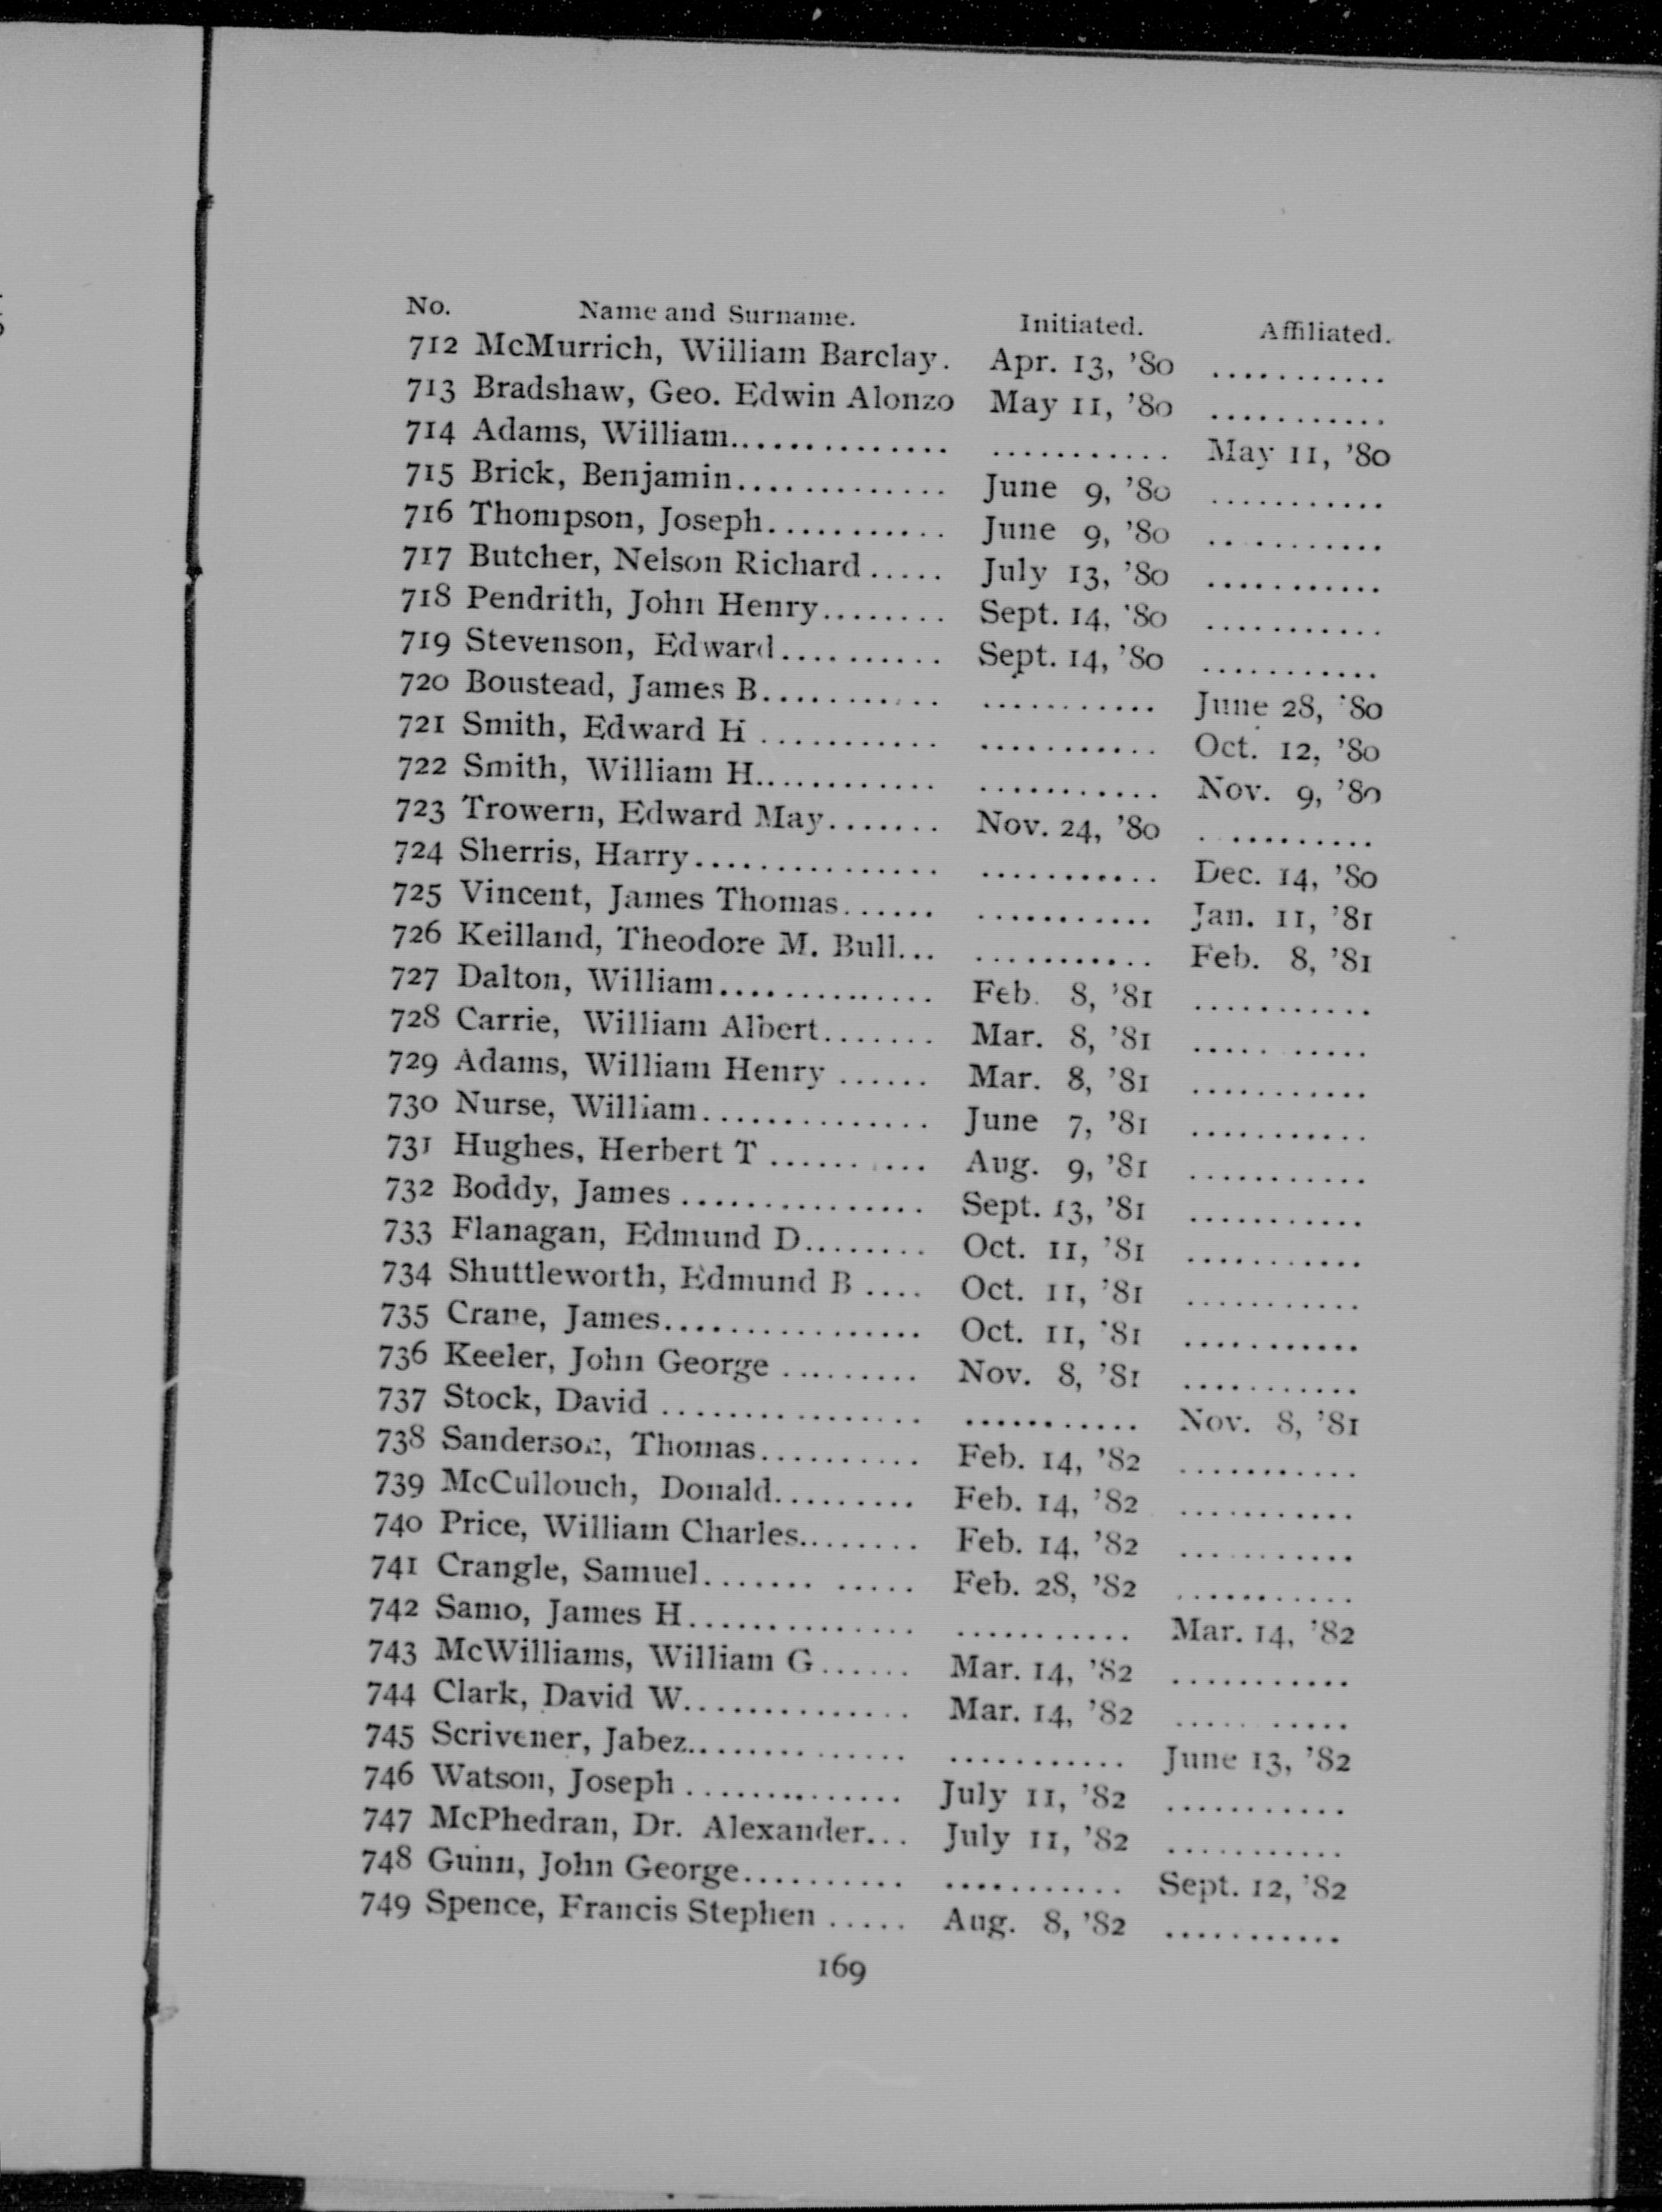 No. Name and Surname. Initiated. Affiliated.
712 McMurrich, William Barclay. Apr. 13, '80 ...........
713 Bradshaw, Geo. Edwin Alonzo May 11, '80 ...........
714 Adams, William.............. ........... May 11, '80
715 Brick, Benjamin............. June 9, '80 ...........
716 Thompson, Joseph........... June 9, '80 ...........
717 Butcher, Nelson Richard ..... July 13, '80 ...........
718 Pendrith, John Henry........ Sept. 14, '80 ...........
719 Stevenson, Edward.......... Sept. 14, '80 ...........
720 Boustead, James B........... ........... June 28, '80
721 Smith, Edward H ........... ........... Oct. 12, '80
722 Smith, William H............ ........... Nov. 9, '80
723 Trowern, Edward May....... Nov. 24, '80 ...........
724 Sherris, Harry............... ........... Dec. 14, '80
725 Vincent, James Thomas...... ........... Jan. 11, '81
726 Keilland, Theodore M. Bull... ........... Feb. 8, '81
727 Dalton, William.............. Feb. 8, '81 ...........
728 Carrie, William Albert....... Mar. 8, '81 ...........
729 Adams, William Henry ...... Mar. 8, '81 ...........
730 Nurse, William.............. June 7, '81 ...........
731 Hughes, Herbert T .......... Aug. 9, '81 ...........
732 Boddy, James ............... Sept. 13, '81 ...........
733 Flanagan, Edmund D........ Oct. 11, '81 ...........
734 Shuttleworth, Edmund B .... Oct. 11, '81 ...........
735 Crane, James................ Oct. 11, '81 ...........
736 Keeler, John George ......... Nov. 8, '81 ...........
737 Stock, David ................ ........... Nov. 8, '81
738 Sanderson, Thomas.......... Feb. 14, '82 ...........
739 McCullouch, Donald......... Feb. 14, '82 ...........
740 Price, William Charles........ Feb. 14, '82 ...........
741 Crangle, Samuel....... ..... Feb. 28, '82 ...........
742 Samo, James H.............. ........... Mar. 14, '82
743 McWilliams, William G...... Mar. 14, '82 ...........
744 Clark, David W.............. Mar. 14, '82 ...........
745 Scrivener, Jabez.............. ........... June 13, '82
746 Watson, Joseph .............. July 11, '82 ...........
747 McPhedran, Dr. Alexander... July 11, '82 ...........
748 Gunn, John George.......... ........... Sept. 12, '82
749 Spence, Francis Stephen ..... Aug. 8, '82 ...........
169